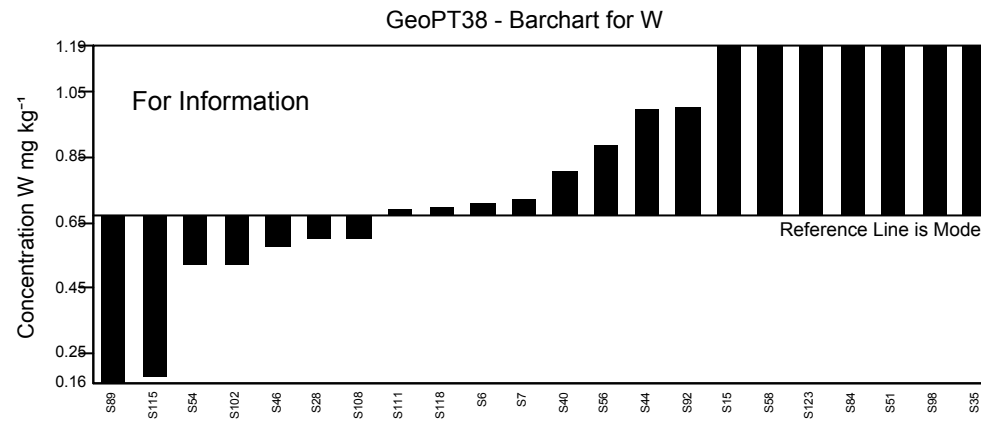 GeoPT38 - Barchart for W
Concentration W mg kg⁻¹
1.19
1.05
0.85
0.65
0.45
0.25
0.16
For Information
Reference Line is Mode
S89 S115 S54 S102 S46 S28 S108 S111 S118 S6 S7 S40 S56 S44 S92 S15 S58 S123 S84 S51 S98 S35